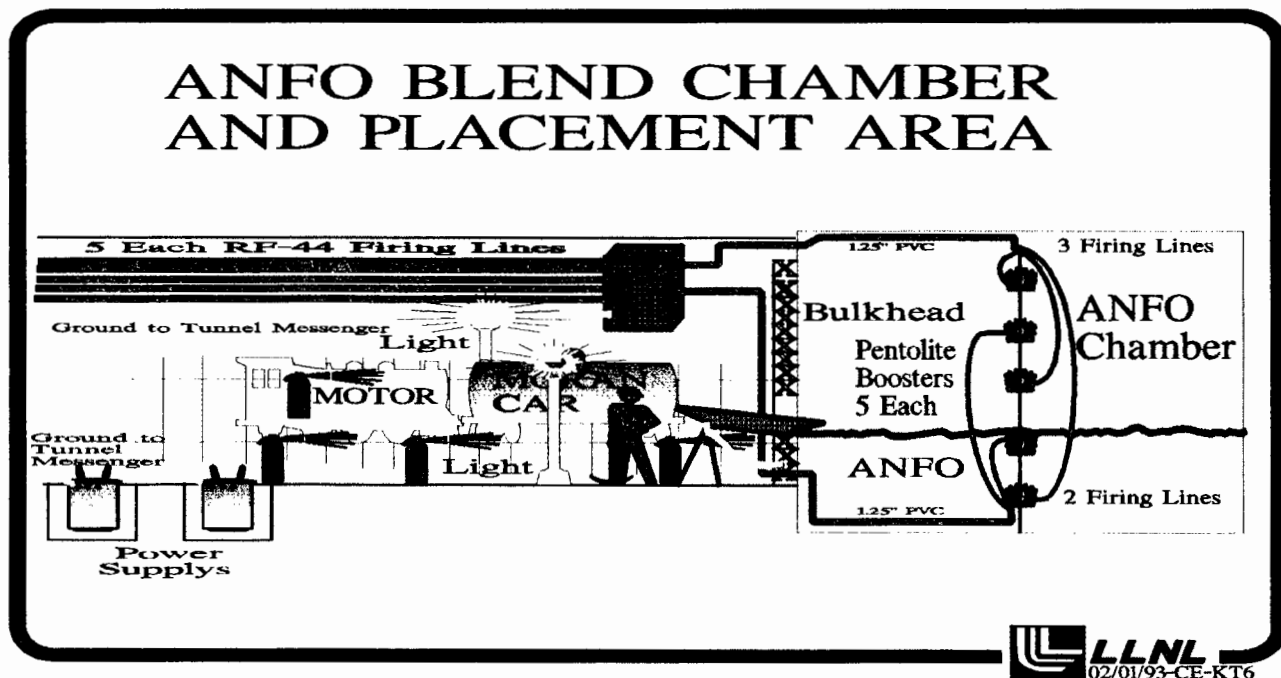 ANFO BLEND CHAMBER
AND PLACEMENT AREA
5 Each RF-44 Firing Lines
1.25" PVC
3 Firing Lines
Ground to Tunnel Messenger
Light
Bulkhead
ANFO
Chamber
Pentolite
Boosters
5 Each
MOTOR
MORAN
CAR
Ground to
Tunnel
Messenger
Light
ANFO
1.25" PVC
2 Firing Lines
Power
Supplys
LLNL
02/01/93-CE-KT6